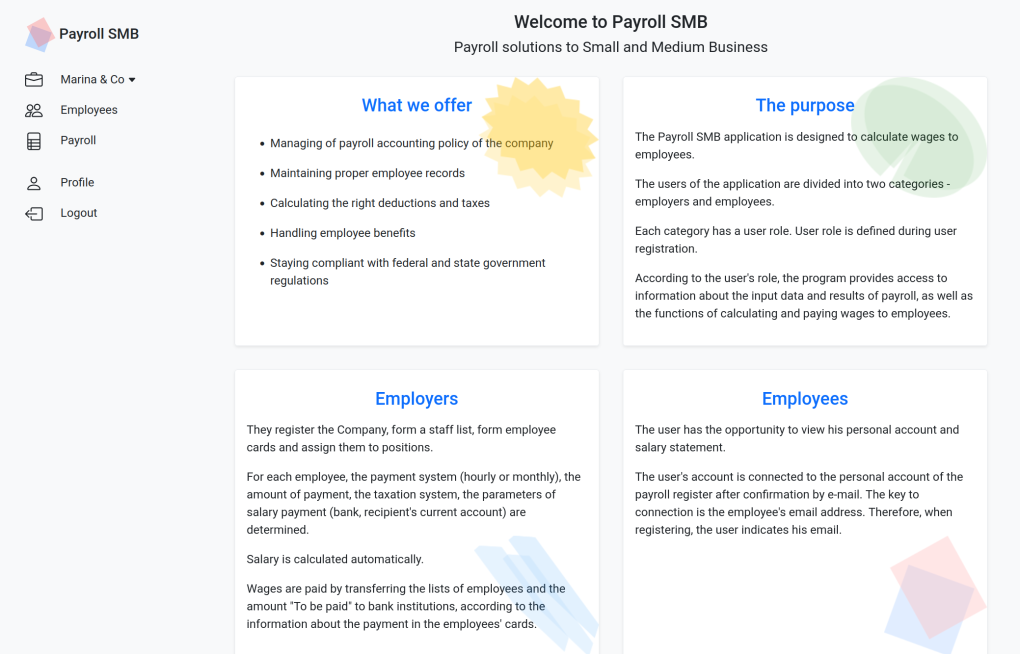 Payroll SMB
Marina & Co
Employees
Payroll
Profile
Logout
Welcome to Payroll SMB
Payroll solutions to Small and Medium Business
What we offer
• Managing of payroll accounting policy of the company
• Maintaining proper employee records
• Calculating the right deductions and taxes
• Handling employee benefits
• Staying compliant with federal and state government
regulations
The purpose
The Payroll SMB application is designed to calculate wages to
employees.
The users of the application are divided into two categories -
employers and employees.
Each category has a user role. User role is defined during user
registration.
According to the user's role, the program provides access to
information about the input data and results of payroll, as well as
the functions of calculating and paying wages to employees.
Employers
They register the Company, form a staff list, form employee
cards and assign them to positions.
For each employee, the payment system (hourly or monthly), the
amount of payment, the taxation system, the parameters of
salary payment (bank, recipient's current account) are
determined.
Salary is calculated automatically.
Wages are paid by transferring the lists of employees and the
amount "To be paid" to bank institutions, according to the
information about the payment in the employees' cards.
Employees
The user has the opportunity to view his personal account and
salary statement.
The user's account is connected to the personal account of the
payroll register after confirmation by e-mail. The key to
connection is the employee's email address. Therefore, when
registering, the user indicates his email.